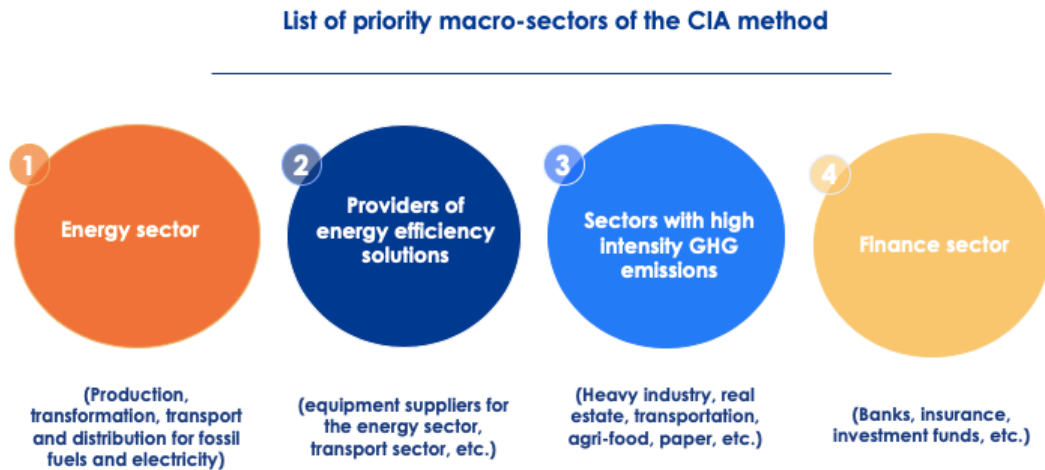 List of priority macro-sectors of the CIA method
1
Energy sector
(Production,
transformation, transport
and distribution for fossil
fuels and electricity)
2
Providers of
energy efficiency
solutions
(equipment suppliers for
the energy sector,
transport sector, etc.)
3
Sectors with high
intensity GHG
emissions
(Heavy industry, real
estate, transportation,
agri-food, paper, etc.)
4
Finance sector
(Banks, insurance,
investment funds, etc.)